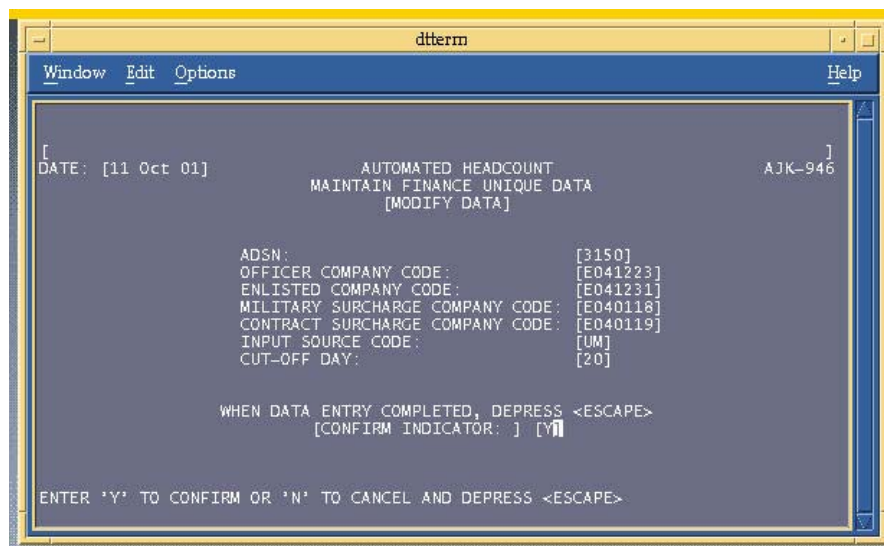 dtterm
Window Edit Options Help
[ ]
DATE: [11 Oct 01] AUTOMATED HEADCOUNT AJK-946
MAINTAIN FINANCE UNIQUE DATA
[MODIFY DATA]
ADSN: [3150]
OFFICER COMPANY CODE: [E041223]
ENLISTED COMPANY CODE: [E041231]
MILITARY SURCHARGE COMPANY CODE: [E040118]
CONTRACT SURCHARGE COMPANY CODE: [E040119]
INPUT SOURCE CODE: [UM]
CUT-OFF DAY: [20]
WHEN DATA ENTRY COMPLETED, DEPRESS <ESCAPE>
[CONFIRM INDICATOR: ] [Y]
ENTER 'Y' TO CONFIRM OR 'N' TO CANCEL AND DEPRESS <ESCAPE>